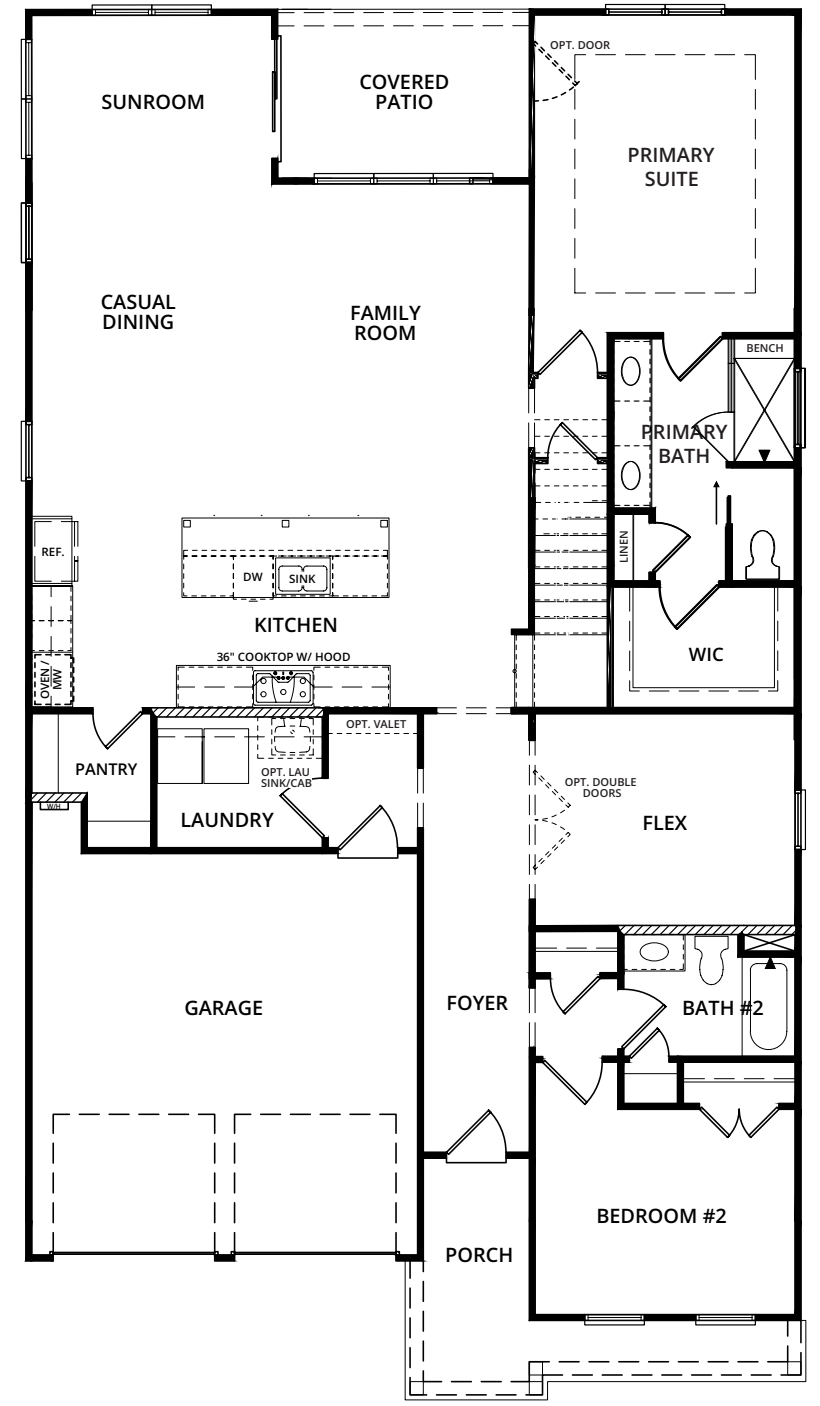 OPT. DOOR
SUNROOM
COVERED
PATIO
PRIMARY
SUITE
CASUAL
DINING
FAMILY
ROOM
BENCH
PRIMARY
BATH
REF.
LINEN
DW
SINK
KITCHEN
WIC
36" COOKTOP W/ HOOD
OVEN /
MW
OPT. VALET
PANTRY
OPT. LAU
SINK/CAB
OPT. DOUBLE
DOORS
W/H
LAUNDRY
FLEX
GARAGE
FOYER
BATH #2
BEDROOM #2
PORCH